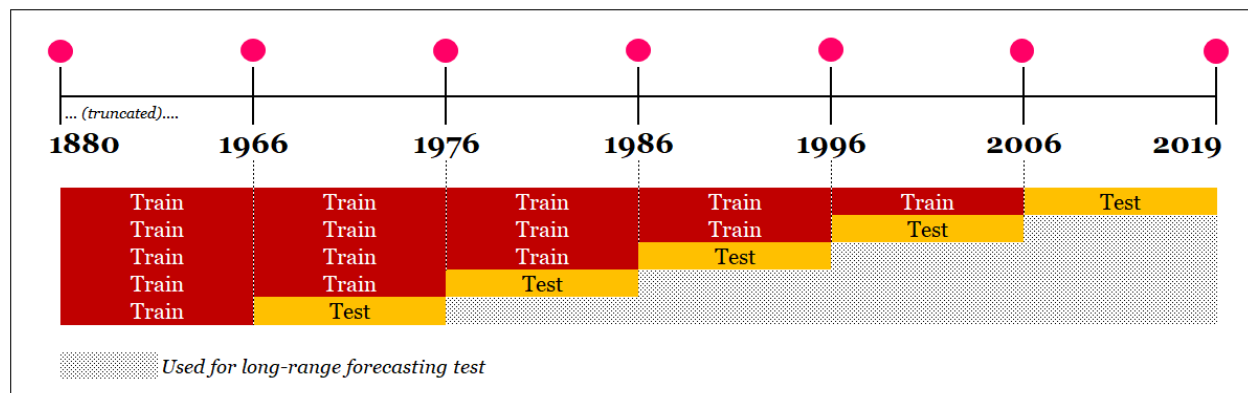 ... (truncated)....
1880 1966 1976 1986 1996 2006 2019
Train Train Train Train Train Test
Train Train Train Train Test
Train Train Train Test
Train Train Test
Train Test
Used for long-range forecasting test